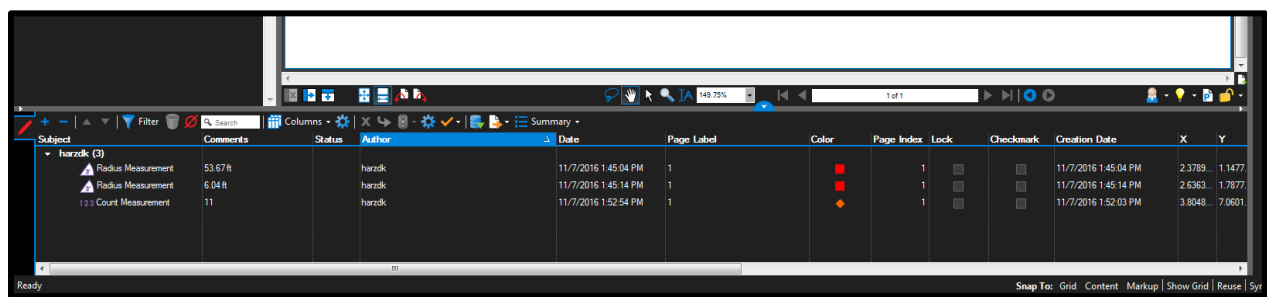 149.75%
1 of 1
Filter Search Columns Summary
Subject Comments Status Author Date Page Label Color Page Index Lock Checkmark Creation Date X Y
harzdk (3)
Radius Measurement 53.67 ft harzdk 11/7/2016 1:45:04 PM 1 1 11/7/2016 1:45:04 PM 2.3789... 1.1477.
Radius Measurement 6.04 ft harzdk 11/7/2016 1:45:14 PM 1 1 11/7/2016 1:45:14 PM 2.6363... 1.7877.
123 Count Measurement 11 harzdk 11/7/2016 1:52:54 PM 1 1 11/7/2016 1:52:03 PM 3.8048... 7.0601.
Ready Snap To: Grid Content Markup Show Grid Reuse Syr